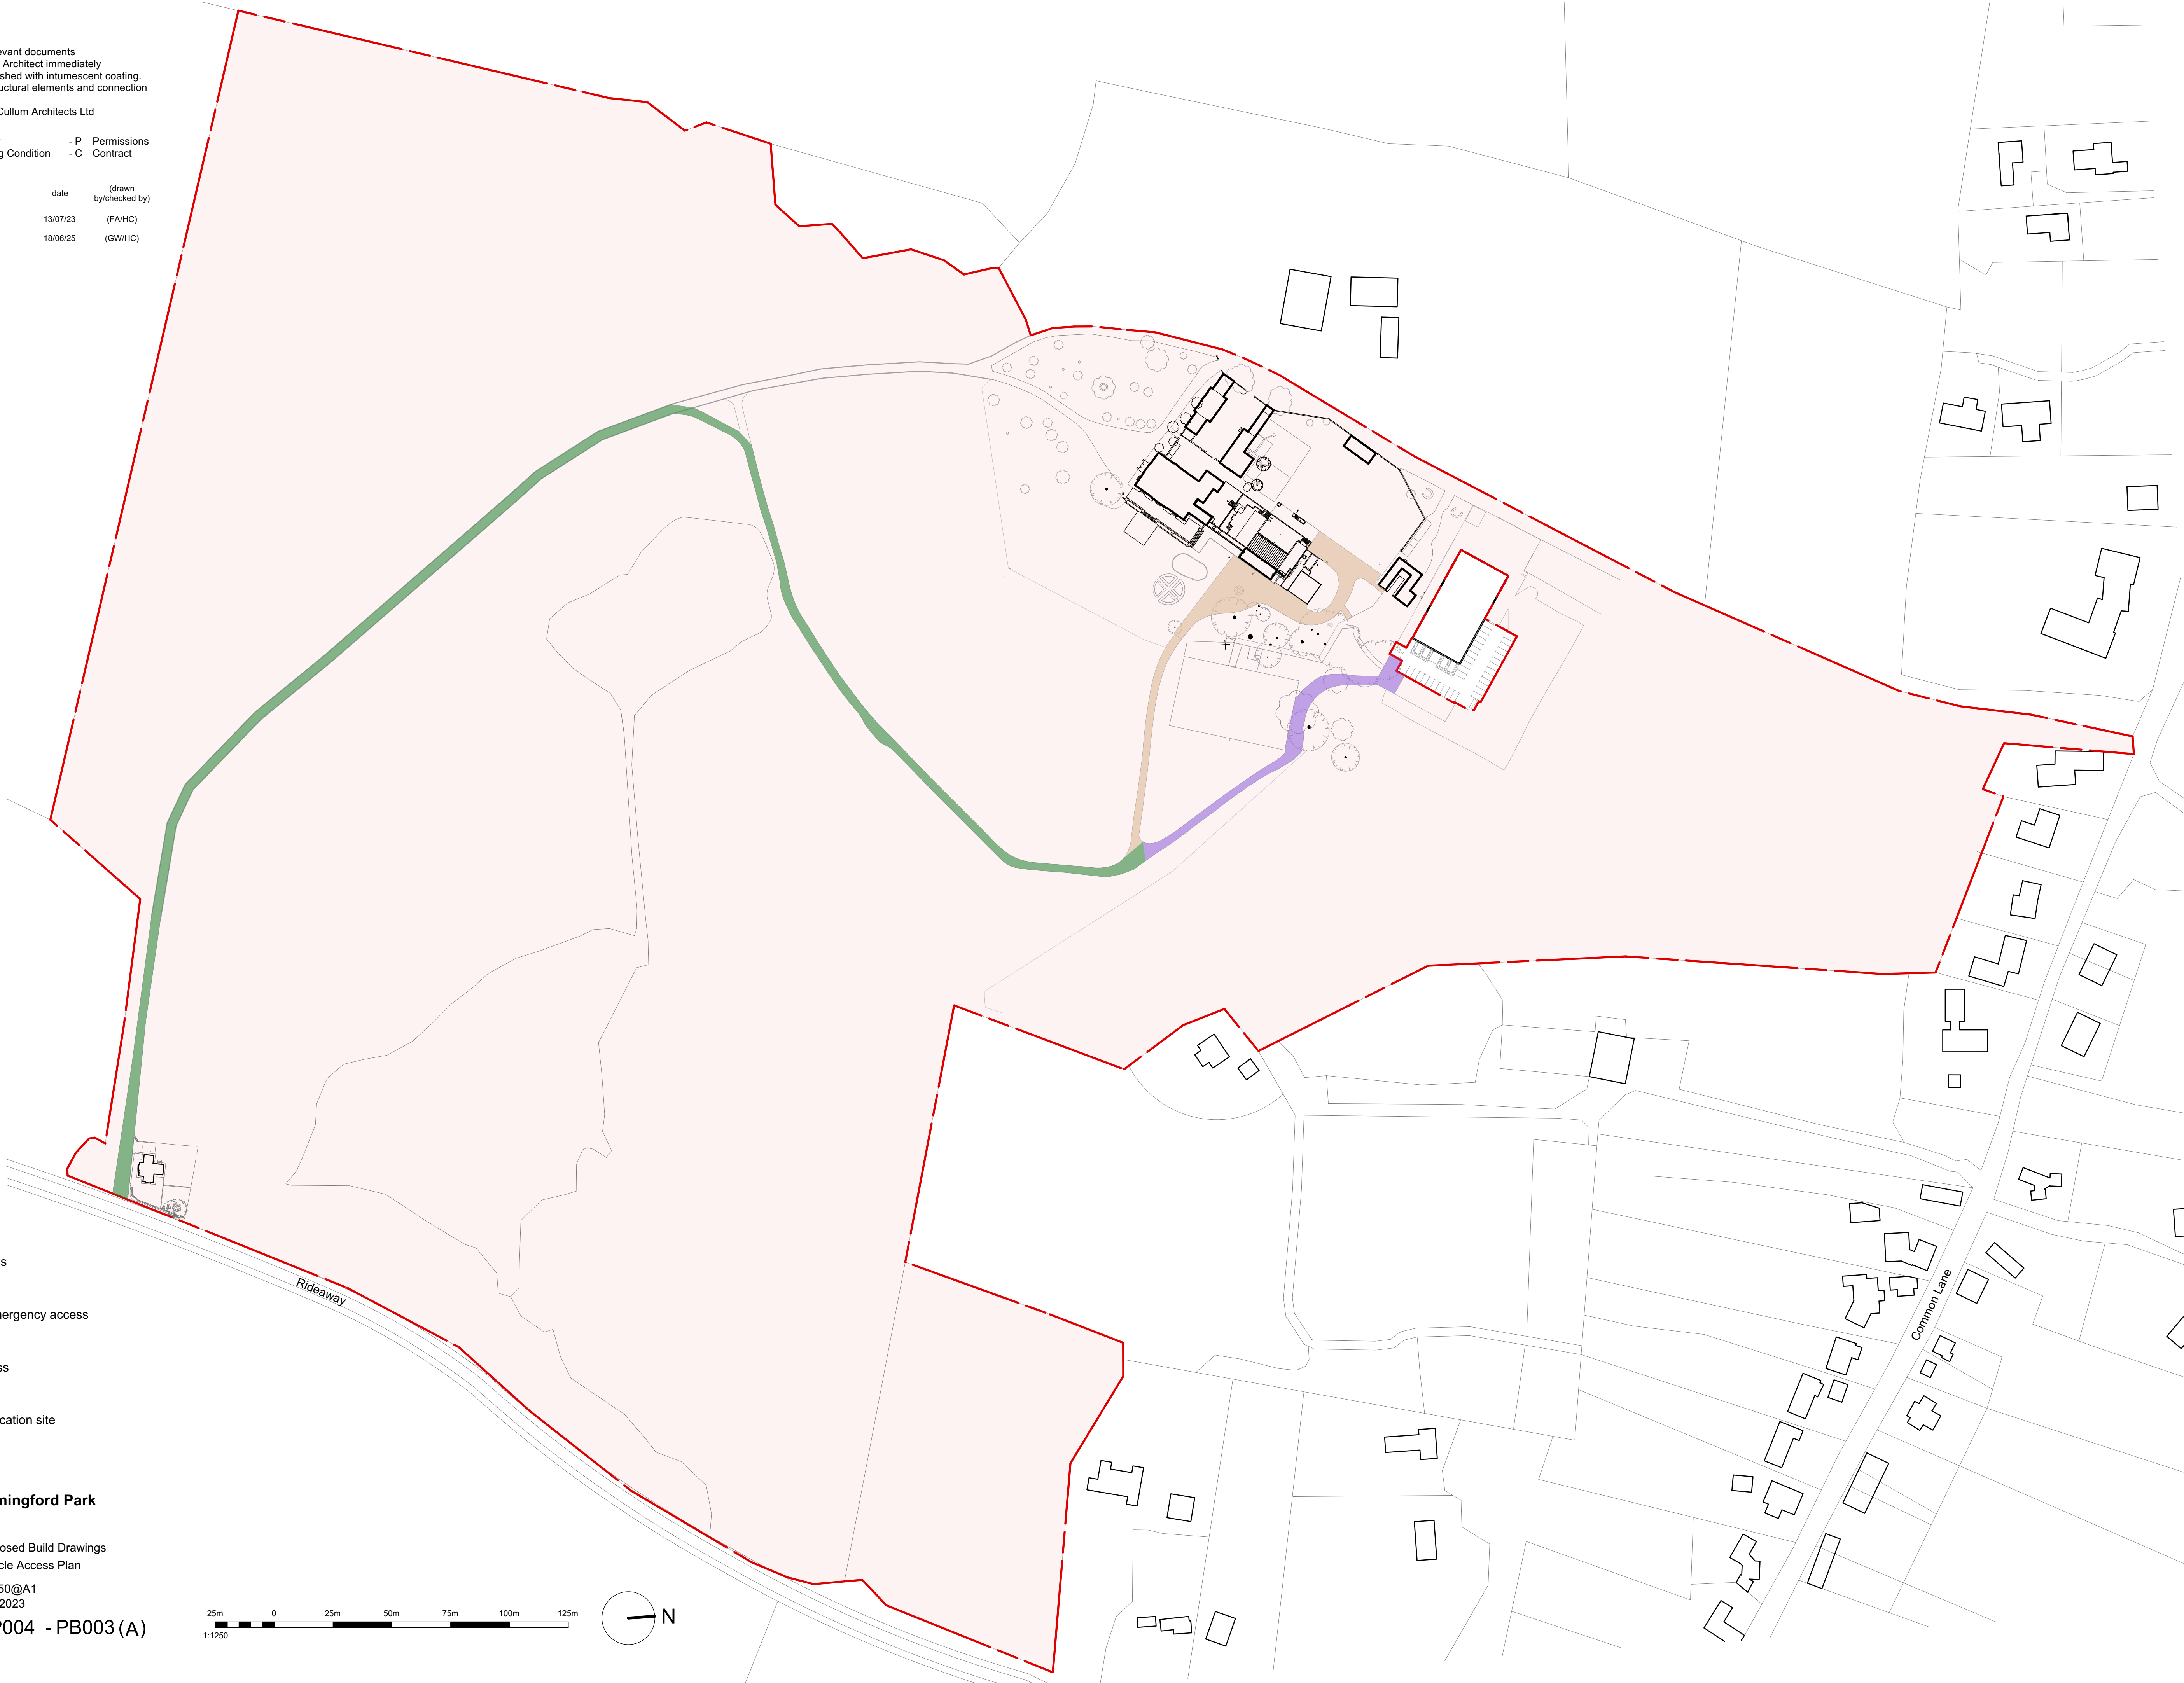 evant documents
Architect immediately
shed with intumescent coating.
uctural elements and connection
Cullum Architects Ltd
- P Permissions
g Condition - C Contract
date (drawn by/checked by)
13/07/23 (FA/HC)
18/06/25 (GW/HC)
Rideaway
Common Lane
s
nergency access
ss
cation site
mingford Park
osed Build Drawings
cle Access Plan
50@A1
2023
P004 - PB003 (A)
25m 0 25m 50m 75m 100m 125m
1:1250
N